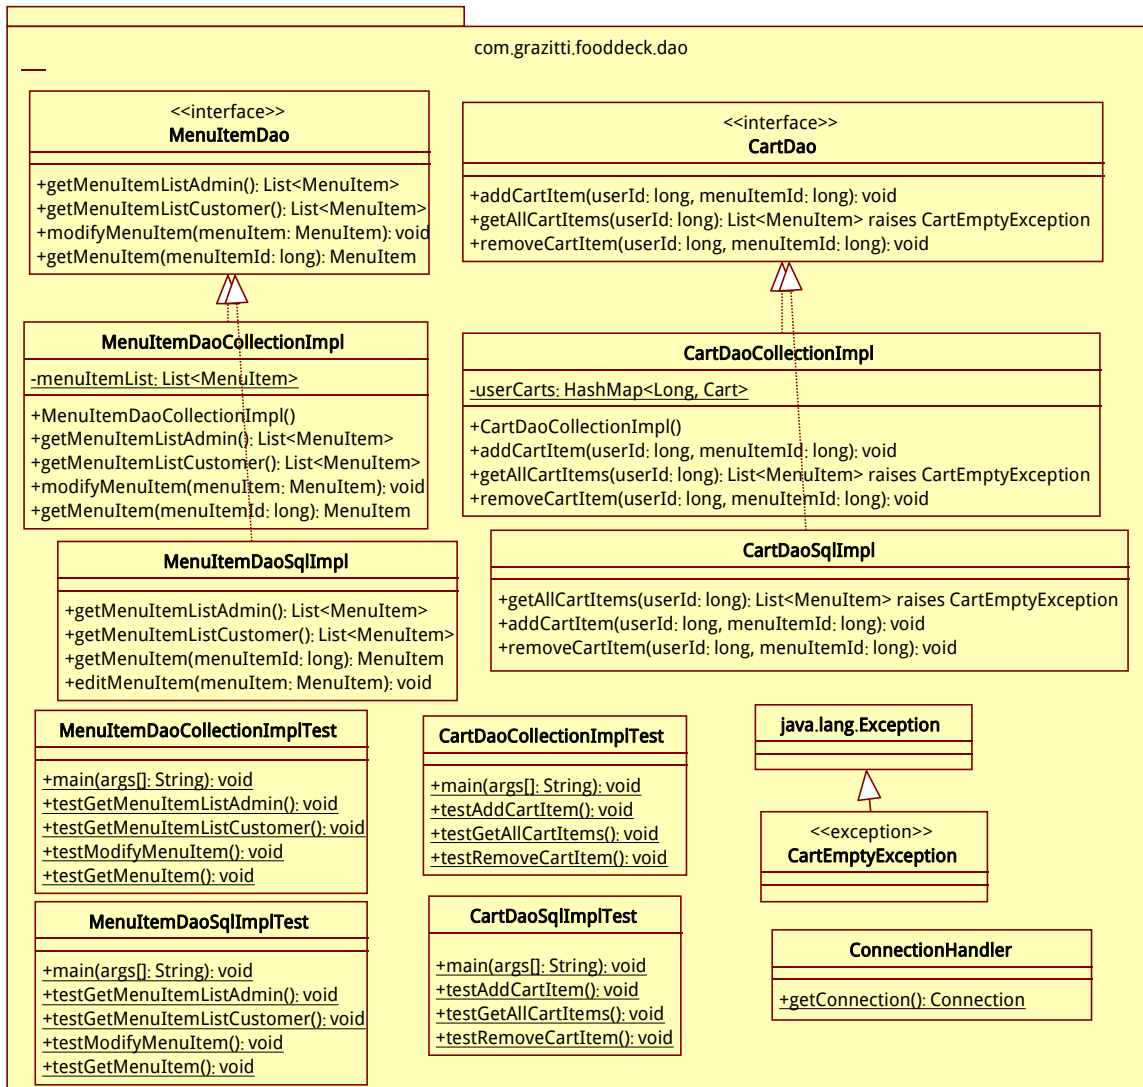 com.grazitti.fooddeck.dao
<<interface>>
MenuItemDao
+getMenuItemListAdmin(): List<MenuItem>
+getMenuItemListCustomer(): List<MenuItem>
+modifyMenuItem(menuItem: MenuItem): void
+getMenuItem(menuItemId: long): MenuItem
<<interface>>
CartDao
+addCartItem(userId: long, menuItemId: long): void
+getAllCartItems(userId: long): List<MenuItem> raises CartEmptyException
+removeCartItem(userId: long, menuItemId: long): void
MenuItemDaoCollectionImpl
-menuItemList: List<MenuItem>
+MenuItemDaoCollectionImpl()
+getMenuItemListAdmin(): List<MenuItem>
+getMenuItemListCustomer(): List<MenuItem>
+modifyMenuItem(menuItem: MenuItem): void
+getMenuItem(menuItemId: long): MenuItem
CartDaoCollectionImpl
-userCarts: HashMap<Long, Cart>
+CartDaoCollectionImpl()
+addCartItem(userId: long, menuItemId: long): void
+getAllCartItems(userId: long): List<MenuItem> raises CartEmptyException
+removeCartItem(userId: long, menuItemId: long): void
MenuItemDaoSqlImpl
+getMenuItemListAdmin(): List<MenuItem>
+getMenuItemListCustomer(): List<MenuItem>
+getMenuItem(menuItemId: long): MenuItem
+editMenuItem(menuItem: MenuItem): void
CartDaoSqlImpl
+getAllCartItems(userId: long): List<MenuItem> raises CartEmptyException
+addCartItem(userId: long, menuItemId: long): void
+removeCartItem(userId: long, menuItemId: long): void
MenuItemDaoCollectionImplTest
+main(args[]: String): void
+testGetMenuItemListAdmin(): void
+testGetMenuItemListCustomer(): void
+testModifyMenuItem(): void
+testGetMenuItem(): void
CartDaoCollectionImplTest
+main(args[]: String): void
+testAddCartItem(): void
+testGetAllCartItems(): void
+testRemoveCartItem(): void
java.lang.Exception
<<exception>>
CartEmptyException
MenuItemDaoSqlImplTest
+main(args[]: String): void
+testGetMenuItemListAdmin(): void
+testGetMenuItemListCustomer(): void
+testModifyMenuItem(): void
+testGetMenuItem(): void
CartDaoSqlImplTest
+main(args[]: String): void
+testAddCartItem(): void
+testGetAllCartItems(): void
+testRemoveCartItem(): void
ConnectionHandler
+getConnection(): Connection